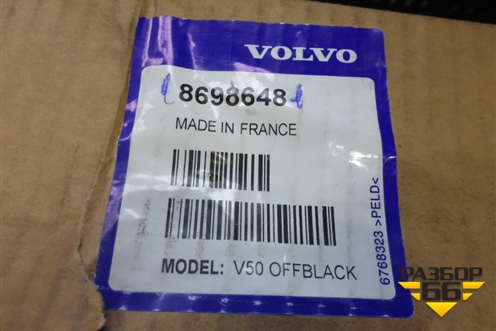 VOLVO
8698648
MADE IN FRANCE
MODEL: V50 OFFBLACK
6768323 >PELD<
РАЗБОР
66